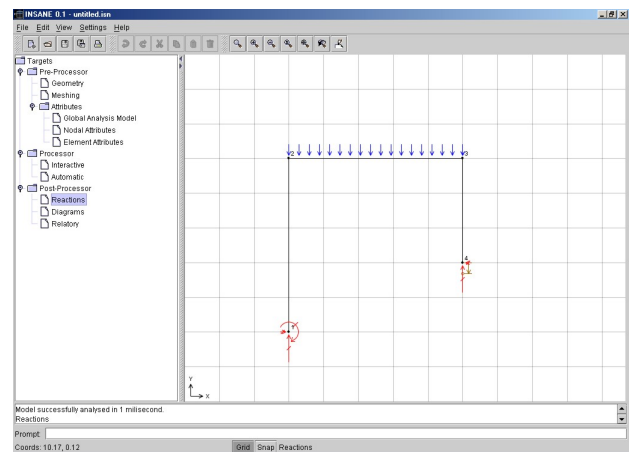 INSANE 0.1 - untitled.isn
File Edit View Settings Help
Targets
Pre-Processor
Geometry
Meshing
Attributes
Global Analysis Model
Nodal Attributes
Element Attributes
Processor
Interactive
Automatic
Post-Processor
Reactions
Diagrams
Relatory
2
3
4
1
Y
X
Model successfully analysed in 1 milisecond.
Reactions
Prompt
Coords: 10.17, 0.12
Grid Snap Reactions